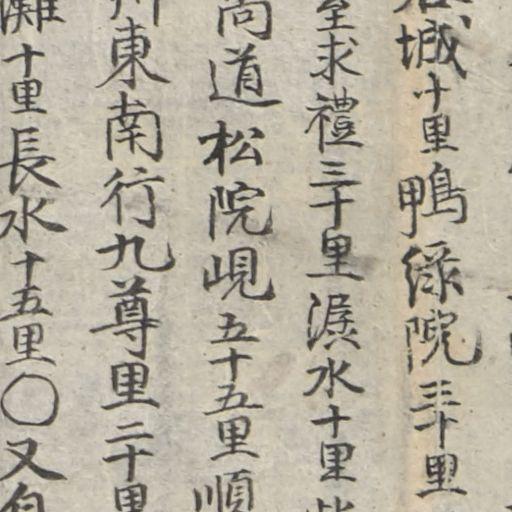 城十里鴨綠院三十里
至求禮三十里潺水十里
尚道松院峴五十五里順
州東南行九尊里二十里
灘十里長水十五里〇又自